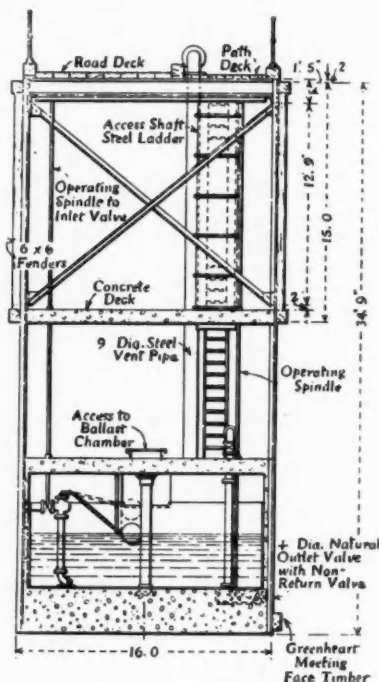 Road Deck
Path
Deck
1' 5"
2
Access Shaft
Steel Ladder
Operating
Spindle to
Inlet Valve
12.9"
15.0
6 x 6
Fenders
Concrete
Deck
2"
34.9"
9 Dia. Steel
Vent Pipe
Operating
Spindle
Access to
Ballast
Chamber
Dia. Natural
Outlet Valve
with Non-
Return Valve
16.0
Greenheart
Meeting
Face Timber